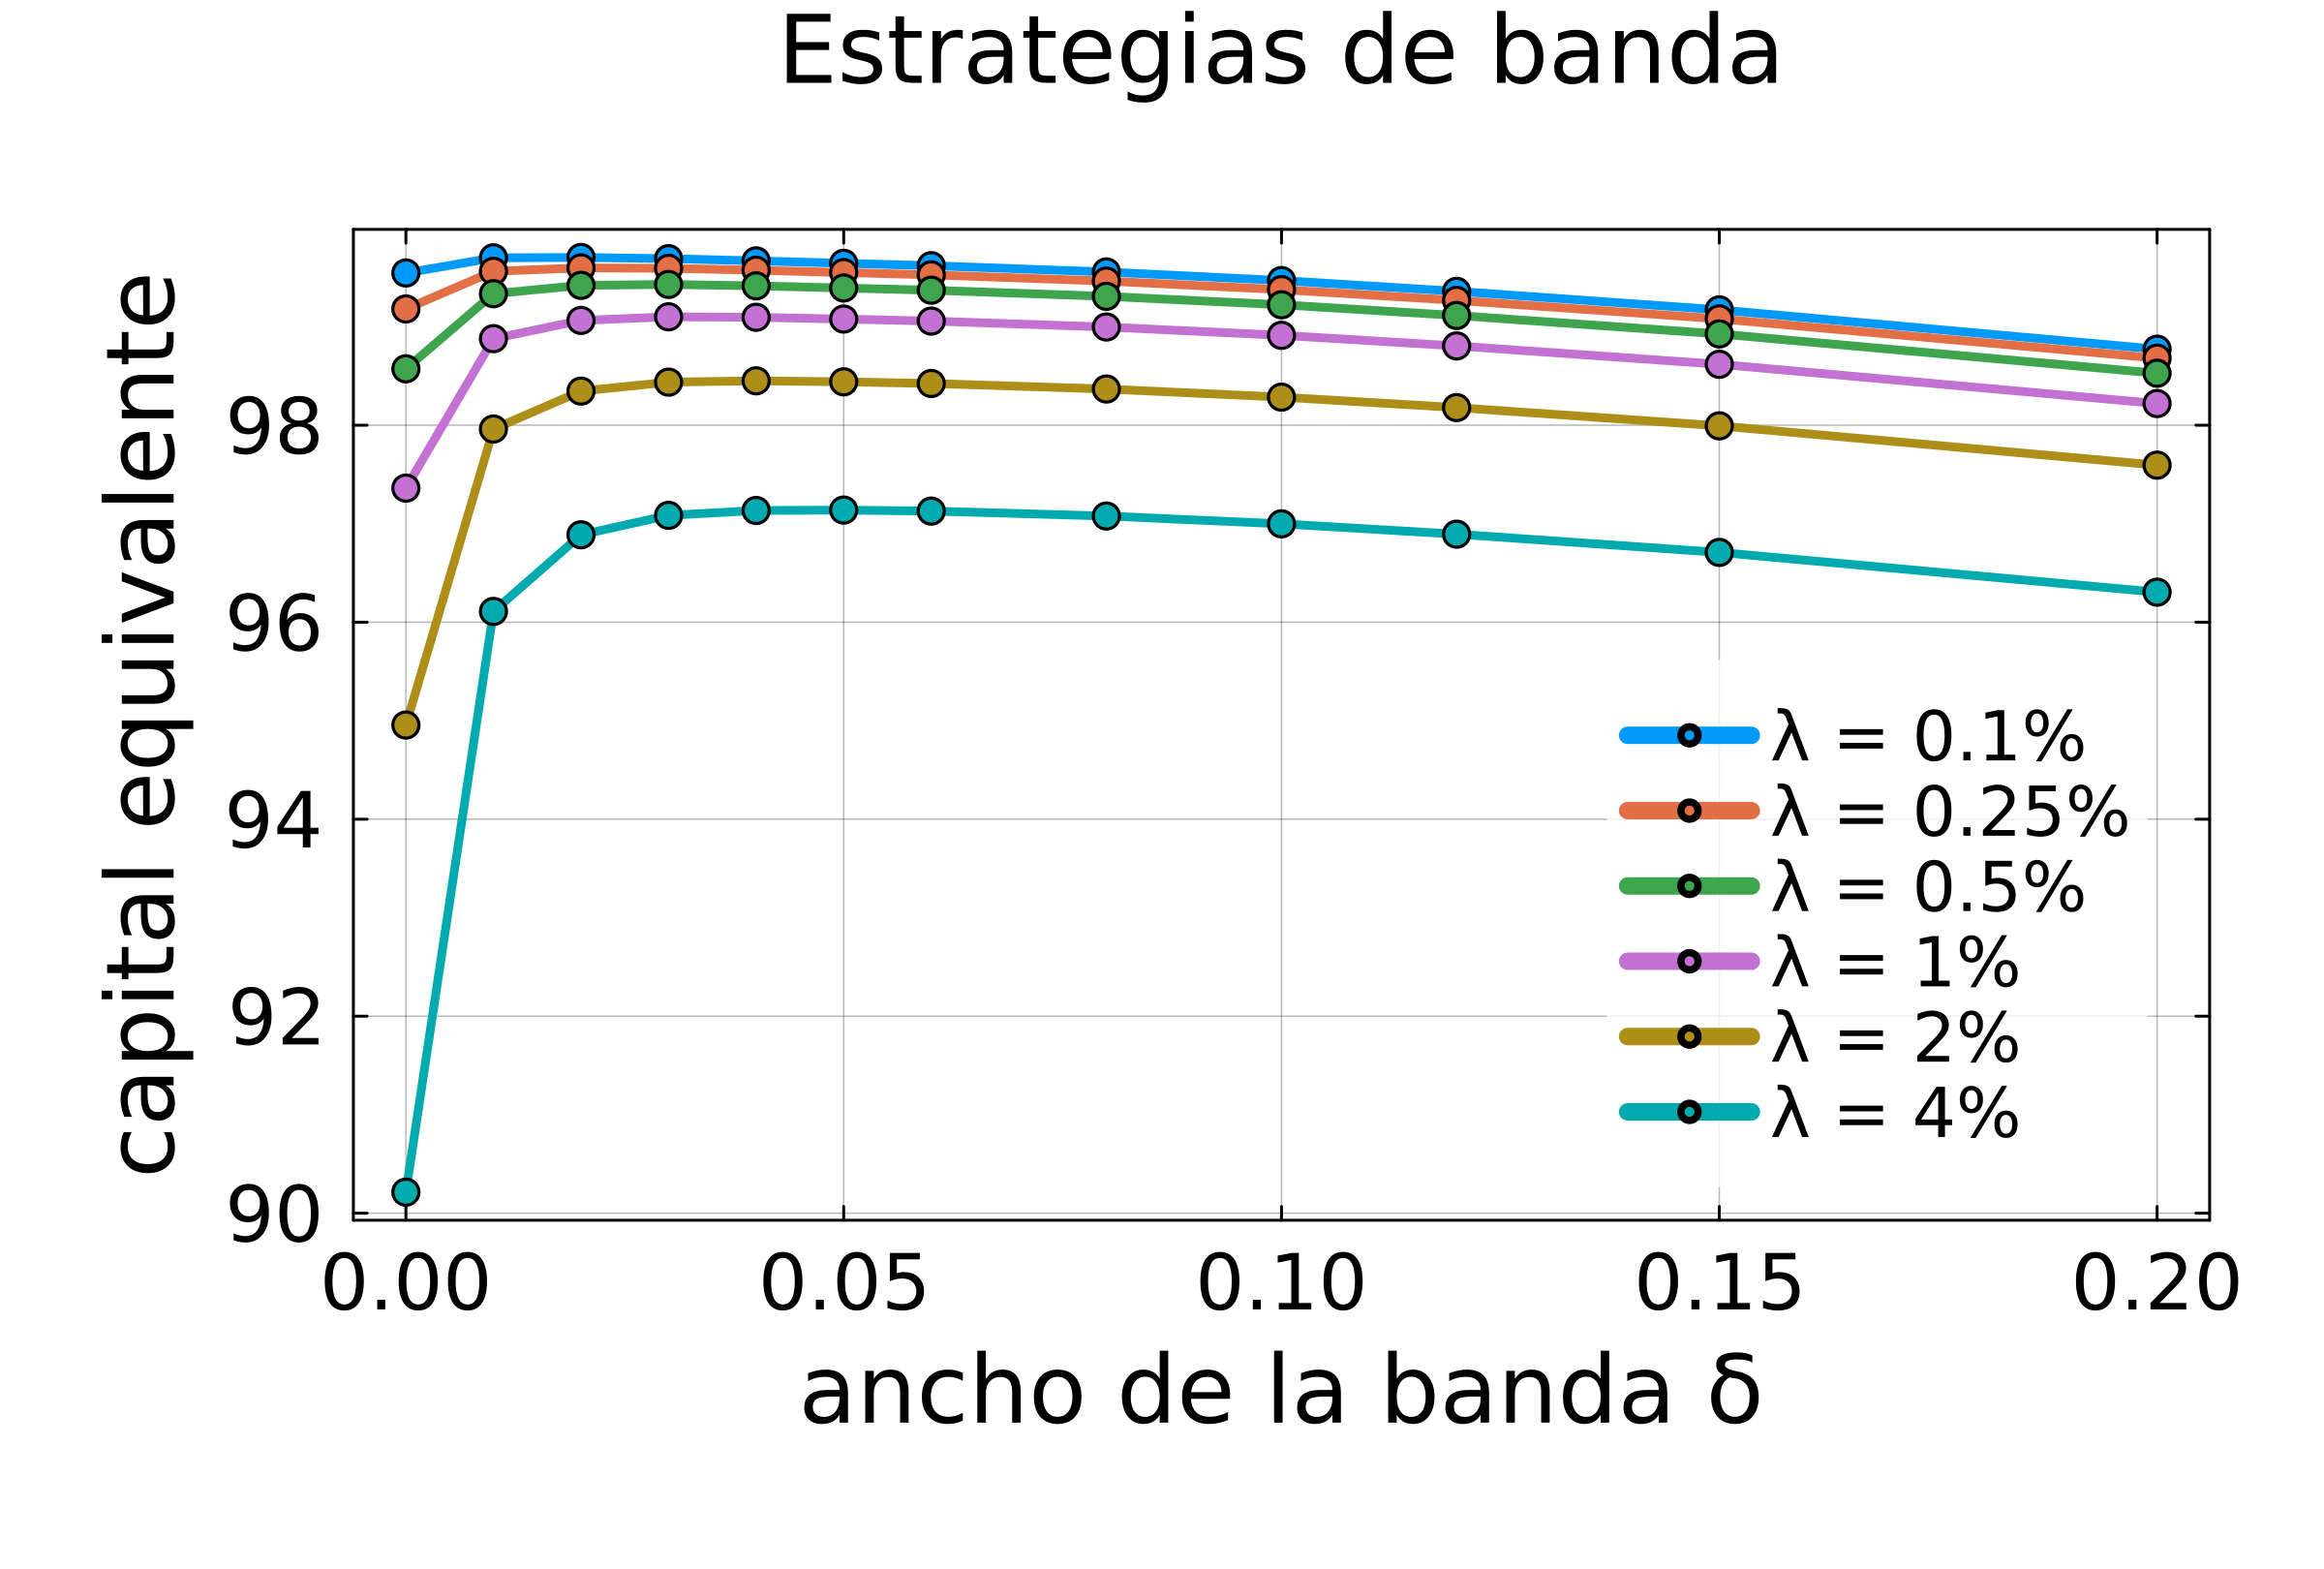 Estrategias de banda
capital equivalente
98
96
94
92
90
λ = 0.1%
λ = 0.25%
λ = 0.5%
λ = 1%
λ = 2%
λ = 4%
0.00 0.05 0.10 0.15 0.20
ancho de la banda δ